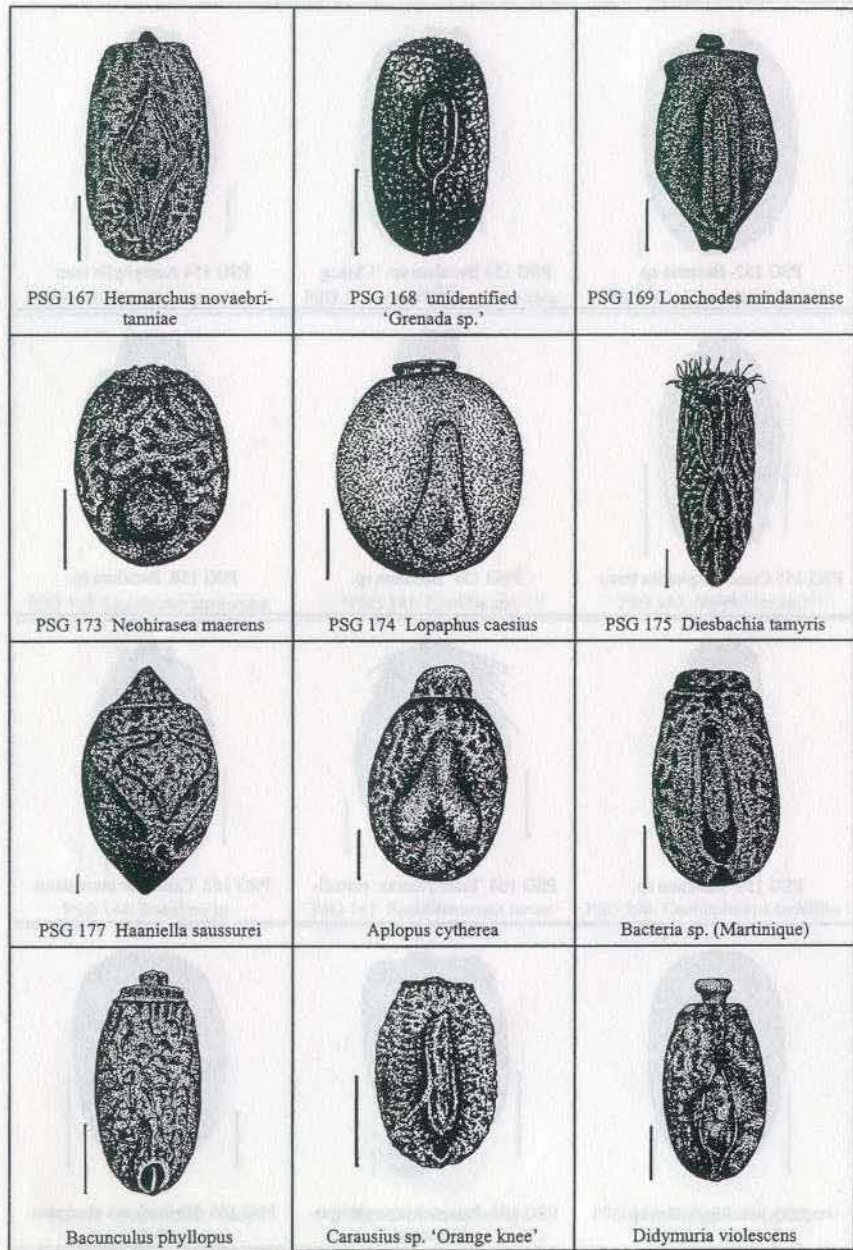 PSG 167 Hermarchus novaebri-
tanniae
PSG 168 unidentified
‘Grenada sp.’
PSG 169 Lonchodes mindanaense
PSG 173 Neohirasea maerens
PSG 174 Lopaphus caesius
PSG 175 Diesbachia tamyris
PSG 177 Haaniella saussurei
Aplopus cytherea
Bacteria sp. (Martinique)
Bacunculus phyllopus
Carausius sp. ‘Orange knee’
Didymuria violescens